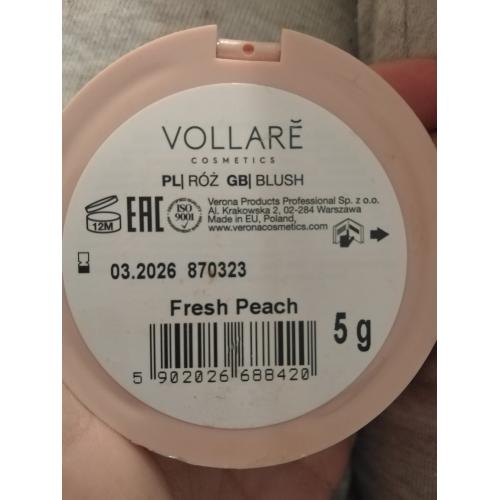 VOLLARĔ
COSMETICS
PL| RÓŻ GB| BLUSH
12M
EAC
ISO
9001
Verona Products Professional Sp. z o.o.
Al. Krakowska 2, 02-284 Warszawa
Made in EU, Poland,
www.veronacosmetics.com
03.2026 870323
Fresh Peach
5 g
5 902026 688420